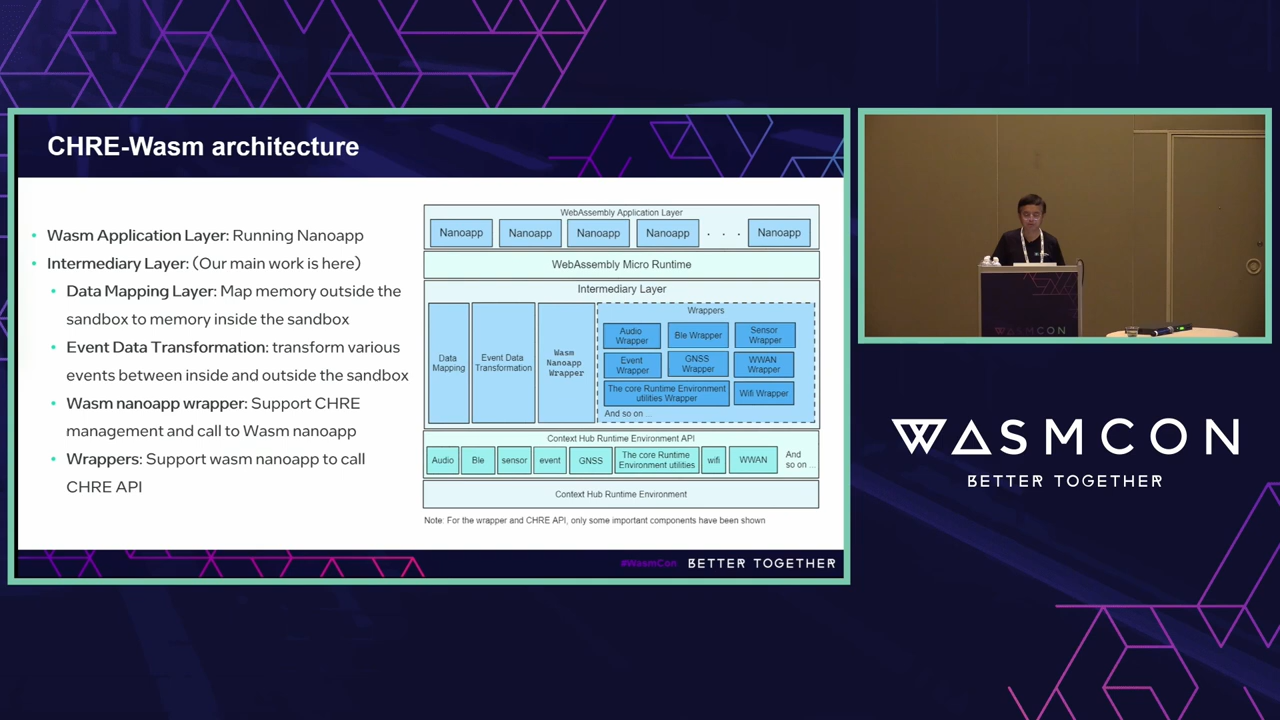 CHRE-Wasm architecture
• Wasm Application Layer: Running Nanoapp
• Intermediary Layer: (Our main work is here)
• Data Mapping Layer: Map memory outside the
sandbox to memory inside the sandbox
• Event Data Transformation: transform various
events between inside and outside the sandbox
• Wasm nanoapp wrapper: Support CHRE
management and call to Wasm nanoapp
• Wrappers: Support wasm nanoapp to call
CHRE API
WebAssembly Application Layer
Nanoapp Nanoapp Nanoapp Nanoapp . . . Nanoapp
WebAssembly Micro Runtime
Intermediary Layer
Data
Mapping
Event Data
Transformation
Wasm
Nanoapp
Wrapper
Wrappers
Audio
Wrapper
Ble Wrapper
Sensor
Wrapper
Event
Wrapper
GNSS
Wrapper
WWAN
Wrapper
The core Runtime Environment
utilities Wrapper
Wifi Wrapper
And so on ...
Context Hub Runtime Environment API
Audio Ble sensor event GNSS
The core Runtime
Environment utilities
wifi WWAN
And
so on ...
Context Hub Runtime Environment
Note: For the wrapper and CHRE API, only some important components have been shown
#WasmCon BETTER TOGETHER
WASMCON
WASMCON
BETTER TOGETHER